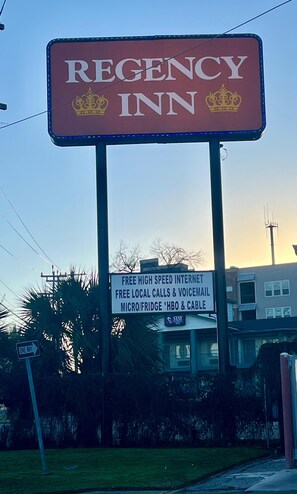 REGENCY
INN
FREE HIGH SPEED INTERNET
FREE LOCAL CALLS & VOICEMAIL
MICRO/FRIDGE *HBO & CABLE